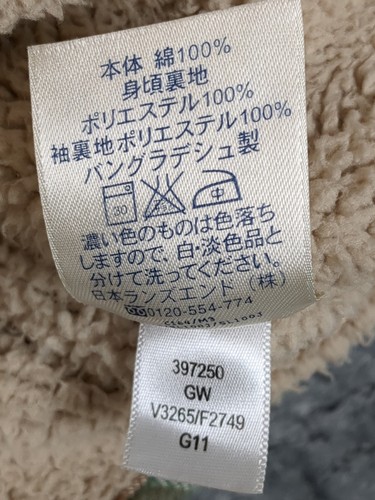 本体 綿100%
身頃裏地
ポリエステル100%
袖裏地ポリエステル100%
バングラデシュ製
30
中
濃い色のものは色落ち
しますので、白・淡色品と
分けて洗ってください。
日本ランズエンド(株)
0120-554-774
397250
GW
V3265/F2749
G11